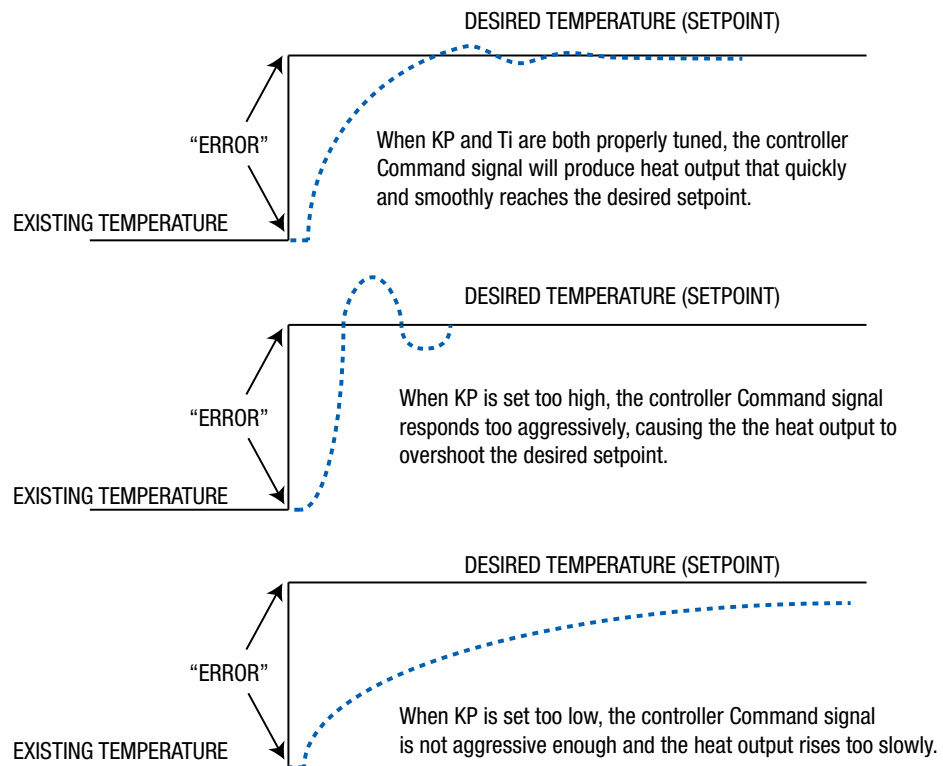 DESIRED TEMPERATURE (SETPOINT)
“ERROR”
When KP and Ti are both properly tuned, the controller
Command signal will produce heat output that quickly
and smoothly reaches the desired setpoint.
EXISTING TEMPERATURE
DESIRED TEMPERATURE (SETPOINT)
“ERROR”
When KP is set too high, the controller Command signal
responds too aggressively, causing the the heat output to
overshoot the desired setpoint.
EXISTING TEMPERATURE
DESIRED TEMPERATURE (SETPOINT)
“ERROR”
When KP is set too low, the controller Command signal
is not aggressive enough and the heat output rises too slowly.
EXISTING TEMPERATURE